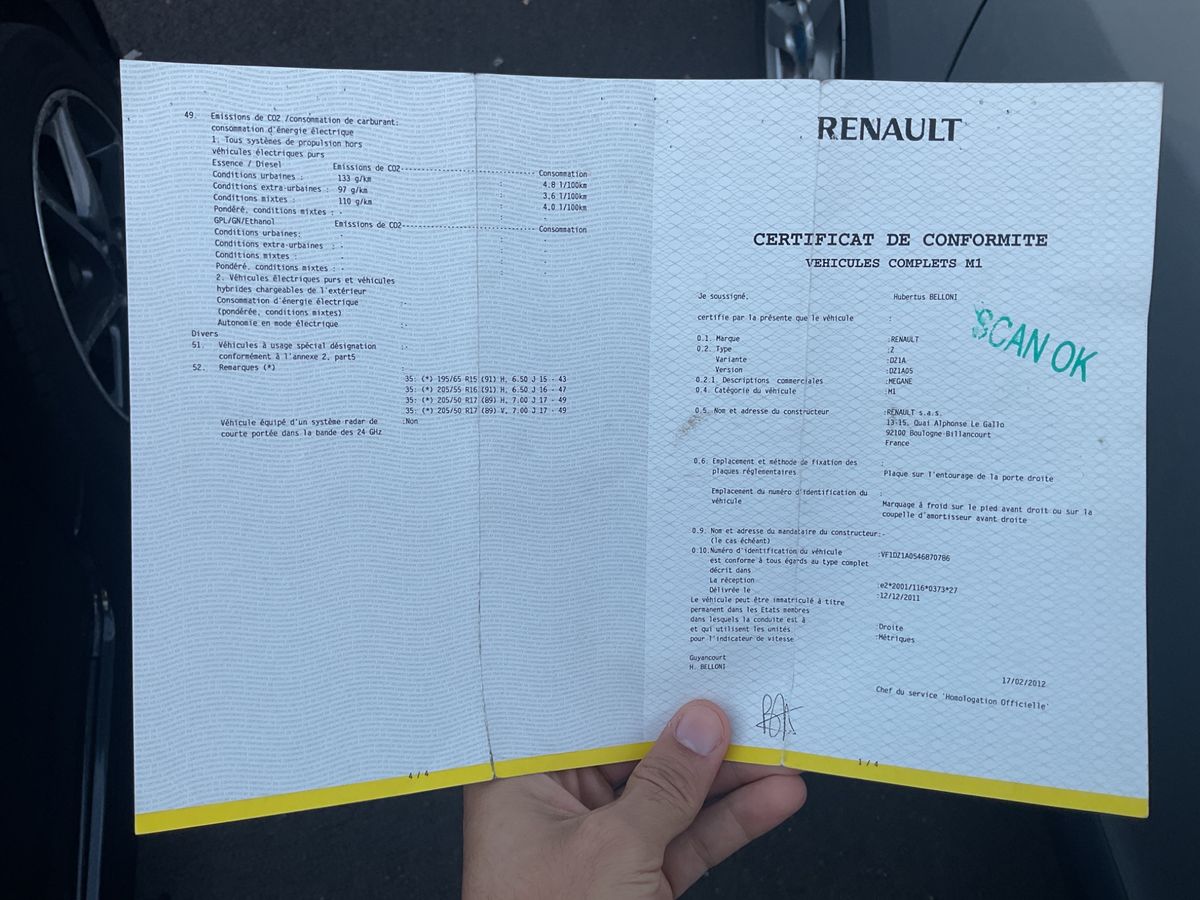 49. Emissions de CO2 /consommation de carburant:
consommation d'énergie électrique
1. Tous systèmes de propulsion hors
véhicules électriques purs
Essence / Diesel Emissions de CO2------------------------------ Consommation
Conditions urbaines : 133 g/km : 4.8 l/100km
Conditions extra-urbaines : 97 g/km : 3.6 l/100km
Conditions mixtes : 110 g/km : 4.0 l/100km
Pondéré, conditions mixtes : -
GPL/GN/Ethanol Emissions de CO2------------------------------ Consommation
Conditions urbaines: :
Conditions extra-urbaines : :
Conditions mixtes : :
Pondéré, conditions mixtes : - :
2. Véhicules électriques purs et véhicules
hybrides chargeables de l'extérieur
Consommation d'énergie électrique :-
(pondérée, conditions mixtes)
Autonomie en mode électrique :-
Divers
51. Véhicules à usage spécial désignation :-
conformément à l'annexe 2, part5
52. Remarques (*) :
35: (*) 195/65 R15 (91) H, 6.50 J 15 - 43
35: (*) 205/55 R16 (91) H, 6.50 J 16 - 47
35: (*) 205/50 R17 (89) H, 7.00 J 17 - 49
35: (*) 205/50 R17 (89) V, 7.00 J 17 - 49
Véhicule équipé d'un système radar de :Non
courte portée dans la bande des 24 GHz
4 / 4
RENAULT
CERTIFICAT DE CONFORMITE
VEHICULES COMPLETS M1
Je soussigné: Hubertus BELLONI
certifie par la présente que le véhicule :
SCAN OK
0.1. Marque :RENAULT
0.2. Type :Z
Variante :DZ1A
Version :DZ1A05
0.2.1. Descriptions commerciales :MEGANE
0.4. Catégorie du véhicule :M1
0.5. Nom et adresse du constructeur :RENAULT s.a.s.
13-15, Quai Alphonse Le Gallo
92100 Boulogne-Billancourt
France
0.6. Emplacement et méthode de fixation des :
plaques réglementaires Plaque sur l'entourage de la porte droite
Emplacement du numéro d'identification du :
véhicule Marquage à froid sur le pied avant droit ou sur la
coupelle d'amortisseur avant droite
0.9. Nom et adresse du mandataire du constructeur:-
(le cas échéant)
0.10.Numéro d'identification du véhicule :VF1DZ1A0546870786
est conforme à tous égards au type complet
décrit dans
La réception :e2*2001/116*0373*27
Délivrée le :12/12/2011
Le véhicule peut être immatriculé à titre
permanent dans les Etats membres
dans lesquels la conduite est à :Droite
et qui utilisent les unités :Métriques
pour l'indicateur de vitesse
Guyancourt 17/02/2012
H. BELLONI Chef du service 'Homologation Officielle'
1 / 4